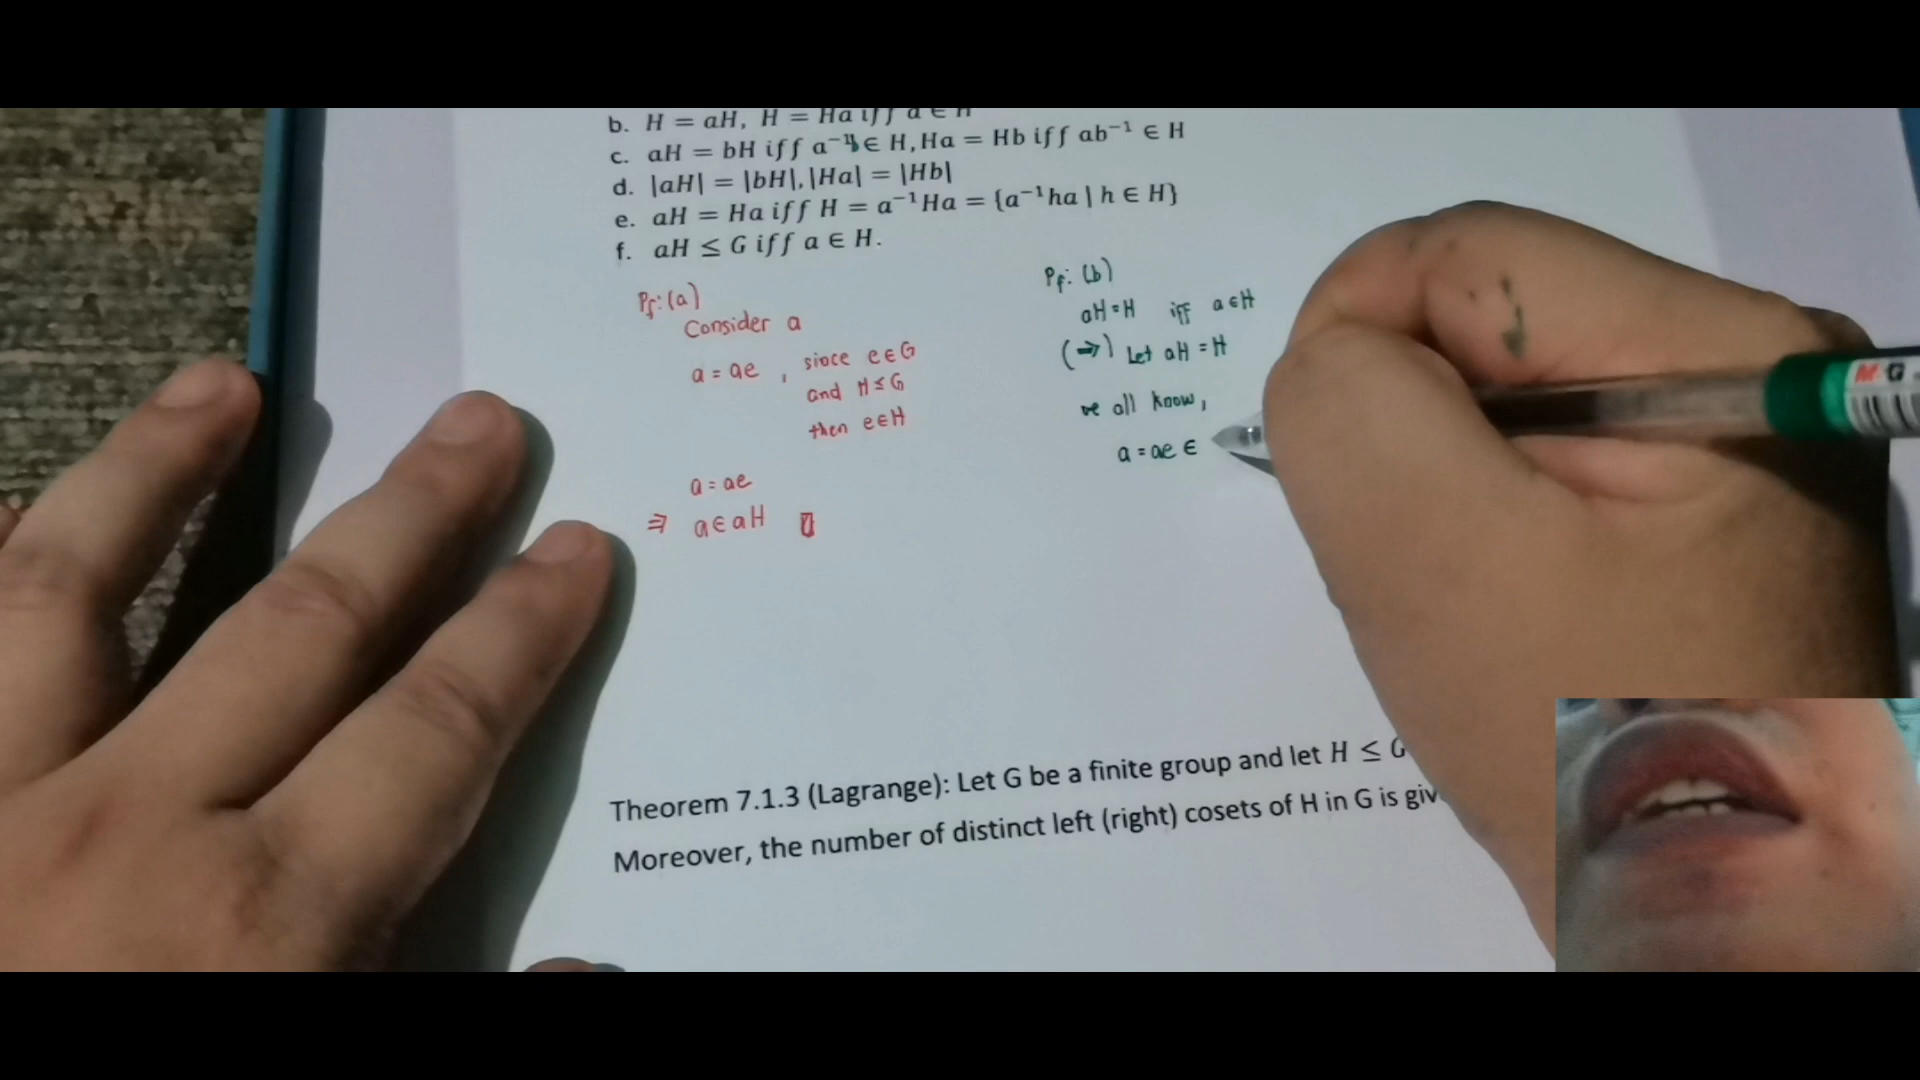 b. H = aH, H = Ha iff a ∈ H
c. aH = bH iff a⁻¹b ∈ H, Ha = Hb iff ab⁻¹ ∈ H
d. |aH| = |bH|, |Ha| = |Hb|
e. aH = Ha iff H = a⁻¹Ha = {a⁻¹ha | h ∈ H}
f. aH ≤ G iff a ∈ H.
Pf: (a)
Consider a
a = ae , since e∈G
and H≤G
then e∈H
a = ae
⇒ a∈aH
Pf: (b)
aH = H iff a∈H
(⇒) Let aH = H
we all know,
a = ae ∈
MG
Theorem 7.1.3 (Lagrange): Let G be a finite group and let H ≤ G
Moreover, the number of distinct left (right) cosets of H in G is